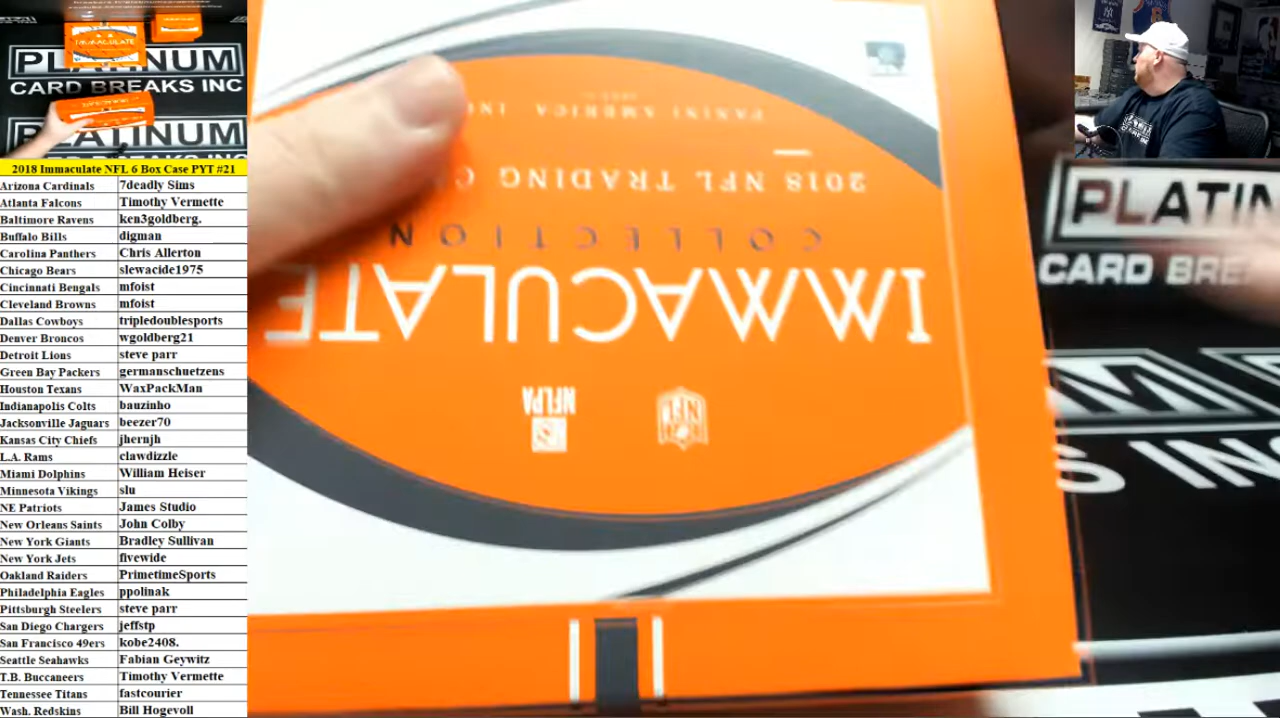 IMMACULATE
PLATINUM
CARD BREAKS INC
PLATINUM
2018 Immaculate NFL 6 Box Case PYT #21
Arizona Cardinals 7deadly Sims
Atlanta Falcons Timothy Vermette
Baltimore Ravens ken3goldberg.
Buffalo Bills digman
Carolina Panthers Chris Allerton
Chicago Bears slewacide1975
Cincinnati Bengals mfoist
Cleveland Browns mfoist
Dallas Cowboys tripledoublesports
Denver Broncos wgoldberg21
Detroit Lions steve parr
Green Bay Packers germanschuetzens
Houston Texans WaxPackMan
Indianapolis Colts bauzinho
Jacksonville Jaguars beezer70
Kansas City Chiefs jhernjh
L.A. Rams clawdizzle
Miami Dolphins William Heiser
Minnesota Vikings slu
NE Patriots James Studio
New Orleans Saints John Colby
New York Giants Bradley Sullivan
New York Jets fivewide
Oakland Raiders PrimetimeSports
Philadelphia Eagles ppolinak
Pittsburgh Steelers steve parr
San Diego Chargers jeffstp
San Francisco 49ers kobe2408.
Seattle Seahawks Fabian Geywitz
T.B. Buccaneers Timothy Vermette
Tennessee Titans fastcourier
Wash. Redskins Bill Hogevoll
NFL
NFLPA
IMMACULATE
COLLECTION
2018 NFL TRADING C
PANINI AMERICA, INC
PLATIN
CARD BRE
S INC